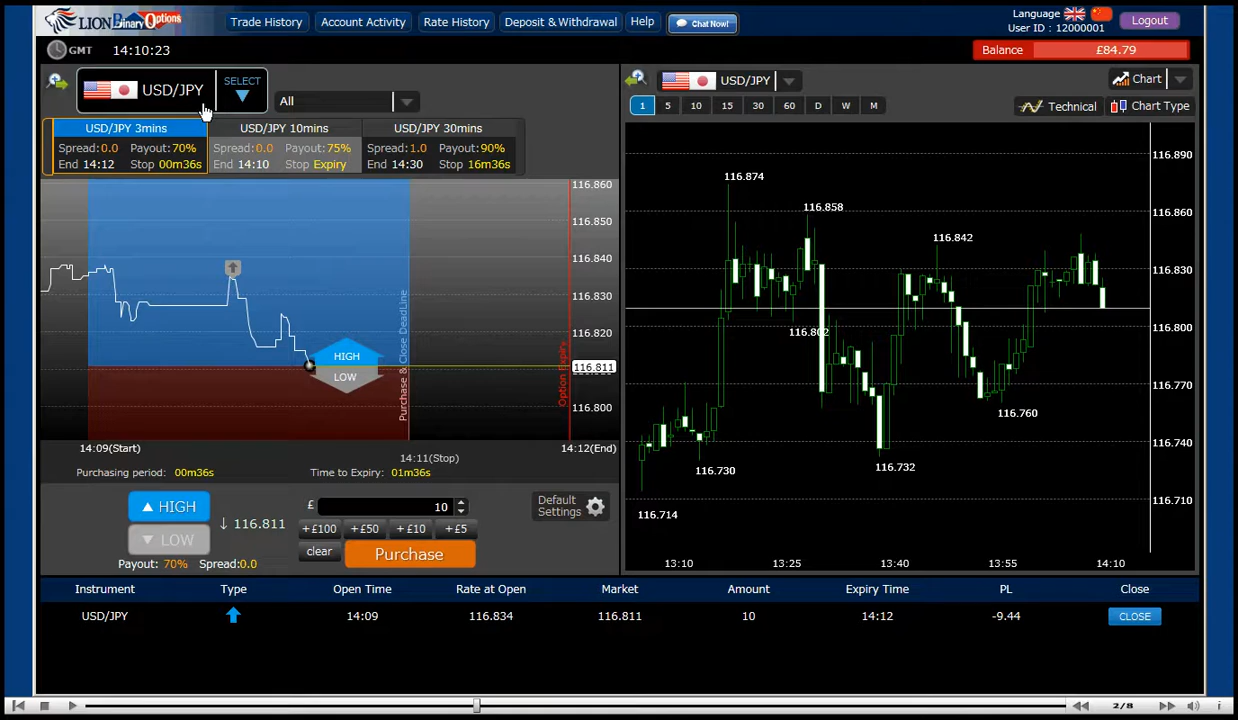 LION Binary Options
Trade History
Account Activity
Rate History
Deposit & Withdrawal
Help
Chat Now!
Language
User ID : 12000001
Logout
GMT 14:10:23
Balance £84.79
USD/JPY
SELECT
All
USD/JPY
Chart
1 5 10 15 30 60 D W M
Technical
Chart Type
USD/JPY 3mins
Spread: 0.0 Payout: 70%
End 14:12 Stop 00m36s
USD/JPY 10mins
Spread: 0.0 Payout: 75%
End 14:10 Stop Expiry
USD/JPY 30mins
Spread: 1.0 Payout: 90%
End 14:30 Stop 16m36s
116.860
116.850
116.840
116.830
116.820
116.811
116.800
HIGH
LOW
Purchase & Close DeadLine
Option Expiry
14:09(Start)
14:11(Stop)
14:12(End)
Purchasing period: 00m36s
Time to Expiry: 01m36s
HIGH
LOW
↓ 116.811
Payout: 70% Spread:0.0
£ 10
+£100 +£50 +£10 +£5
clear
Purchase
Default
Settings
116.874
116.858
116.842
116.802
116.760
116.730
116.732
116.714
116.890
116.860
116.830
116.800
116.770
116.740
116.710
13:10 13:25 13:40 13:55 14:10
Instrument Type Open Time Rate at Open Market Amount Expiry Time PL Close
USD/JPY 14:09 116.834 116.811 10 14:12 -9.44 CLOSE
2/8